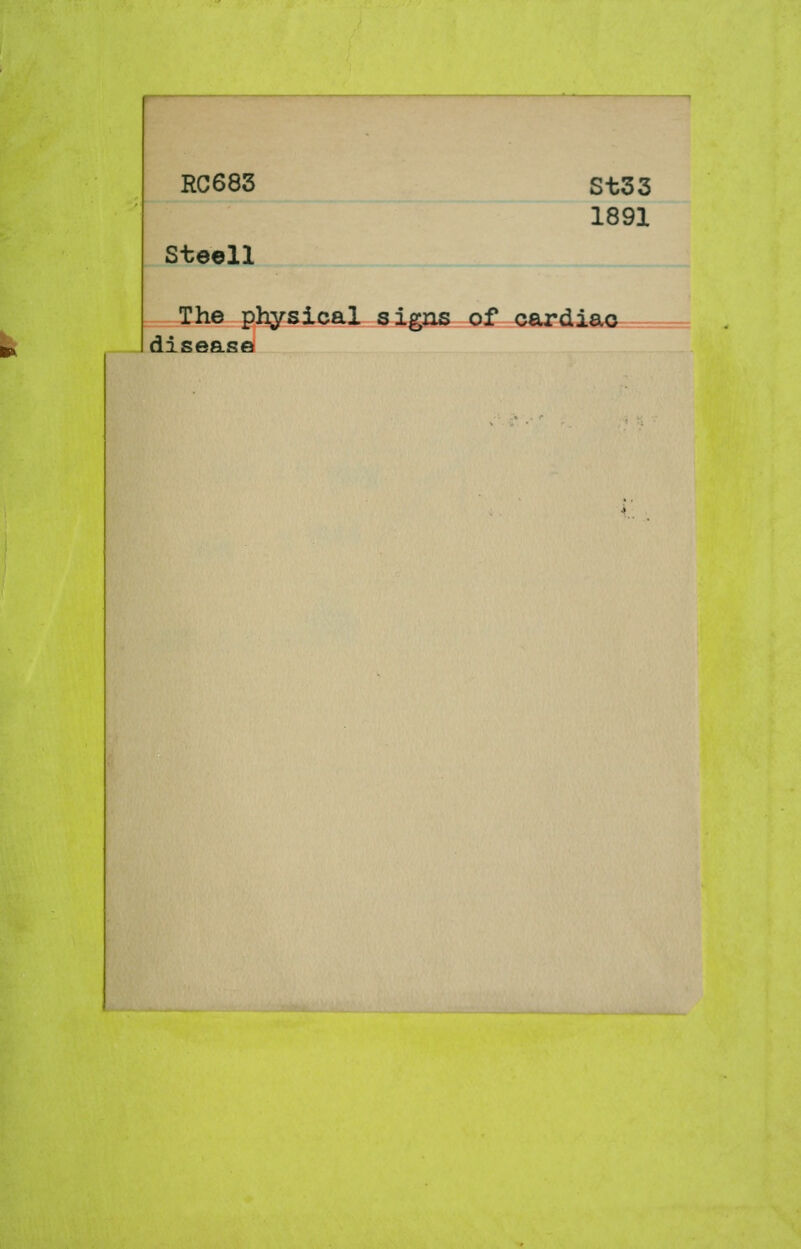 RC683 St33
1891
Steell
The physical signs of cardiac
disease